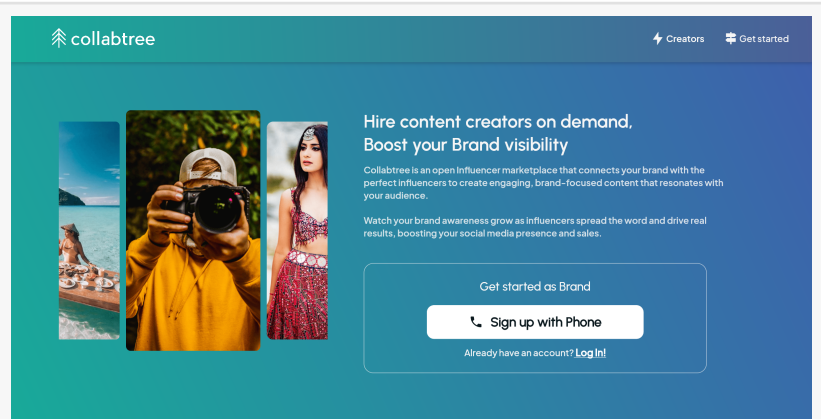 collabtree
Creators
Get started
Hire content creators on demand,
Boost your Brand visibility
Collabtree is an open Influencer marketplace that connects your brand with the
perfect influencers to create engaging, brand-focused content that resonates with
your audience.
Watch your brand awareness grow as influencers spread the word and drive real
results, boosting your social media presence and sales.
Get started as Brand
Sign up with Phone
Already have an account? Log In!